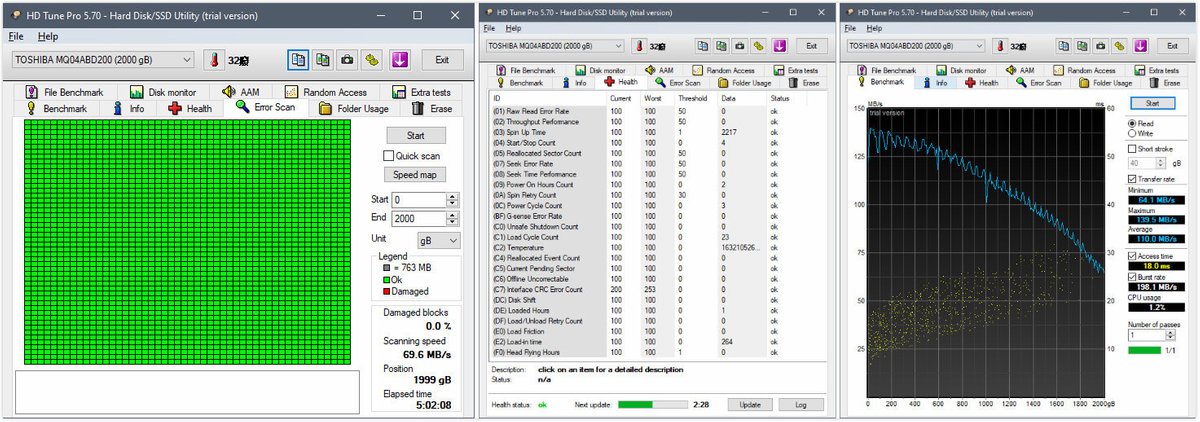 HD Tune Pro 5.70 - Hard Disk/SSD Utility (trial version)
File Help
TOSHIBA MQ04ABD200 (2000 gB)
32
Exit
File Benchmark Disk monitor AAM Random Access Extra tests
Benchmark Info Health Error Scan Folder Usage Erase
Start
Quick scan
Speed map
Start 0
End 2000
Unit gB
Legend
= 763 MB
Ok
Damaged
Damaged blocks
0.0 %
Scanning speed
69.6 MB/s
Position
1999 gB
Elapsed time
5:02:08
HD Tune Pro 5.70 - Hard Disk/SSD Utility (trial version)
File Help
TOSHIBA MQ04ABD200 (2000 gB)
32
Exit
File Benchmark Disk monitor AAM Random Access Extra tests
Benchmark Info Health Error Scan Folder Usage Erase
ID Current Worst Threshold Data Status
(01) Raw Read Error Rate 100 100 50 0 ok
(02) Throughput Performance 100 100 50 0 ok
(03) Spin Up Time 100 100 1 2217 ok
(04) Start/Stop Count 100 100 0 4 ok
(05) Reallocated Sector Count 100 100 50 0 ok
(07) Seek Error Rate 100 100 50 0 ok
(08) Seek Time Performance 100 100 50 0 ok
(09) Power On Hours Count 100 100 0 2 ok
(0A) Spin Retry Count 100 100 30 0 ok
(0C) Power Cycle Count 100 100 0 3 ok
(BF) G-sense Error Rate 100 100 0 0 ok
(C0) Unsafe Shutdown Count 100 100 0 0 ok
(C1) Load Cycle Count 100 100 0 23 ok
(C2) Temperature 100 100 0 163210526... ok
(C4) Reallocated Event Count 100 100 0 0 ok
(C5) Current Pending Sector 100 100 0 0 ok
(C6) Offline Uncorrectable 100 100 0 0 ok
(C7) Interface CRC Error Count 200 253 0 0 ok
(DC) Disk Shift 100 100 0 0 ok
(DE) Loaded Hours 100 100 0 1 ok
(DF) Load/Unload Retry Count 100 100 0 0 ok
(E0) Load Friction 100 100 0 0 ok
(E2) Load-in time 100 100 0 264 ok
(F0) Head Flying Hours 100 100 1 0 ok
Description: click on an item for a detailed description
Status: n/a
Health status: ok Next update: 2:28 Update Log
HD Tune Pro 5.70 - Hard Disk/SSD Utility (trial version)
File Help
TOSHIBA MQ04ABD200 (2000 gB)
32
Exit
File Benchmark Disk monitor AAM Random Access Extra tests
Benchmark Info Health Error Scan Folder Usage Erase
MB/s ms
trial version
150 60
125 50
100 40
75 30
50 20
25 10
0 200 400 600 800 1000 1200 1400 1600 1800 2000gB
Start
Read
Write
Short stroke
40 gB
Transfer rate
Minimum
64.1 MB/s
Maximum
139.5 MB/s
Average
110.0 MB/s
Access time
18.0 ms
Burst rate
198.1 MB/s
CPU usage
1.2%
Number of passes
1
1/1